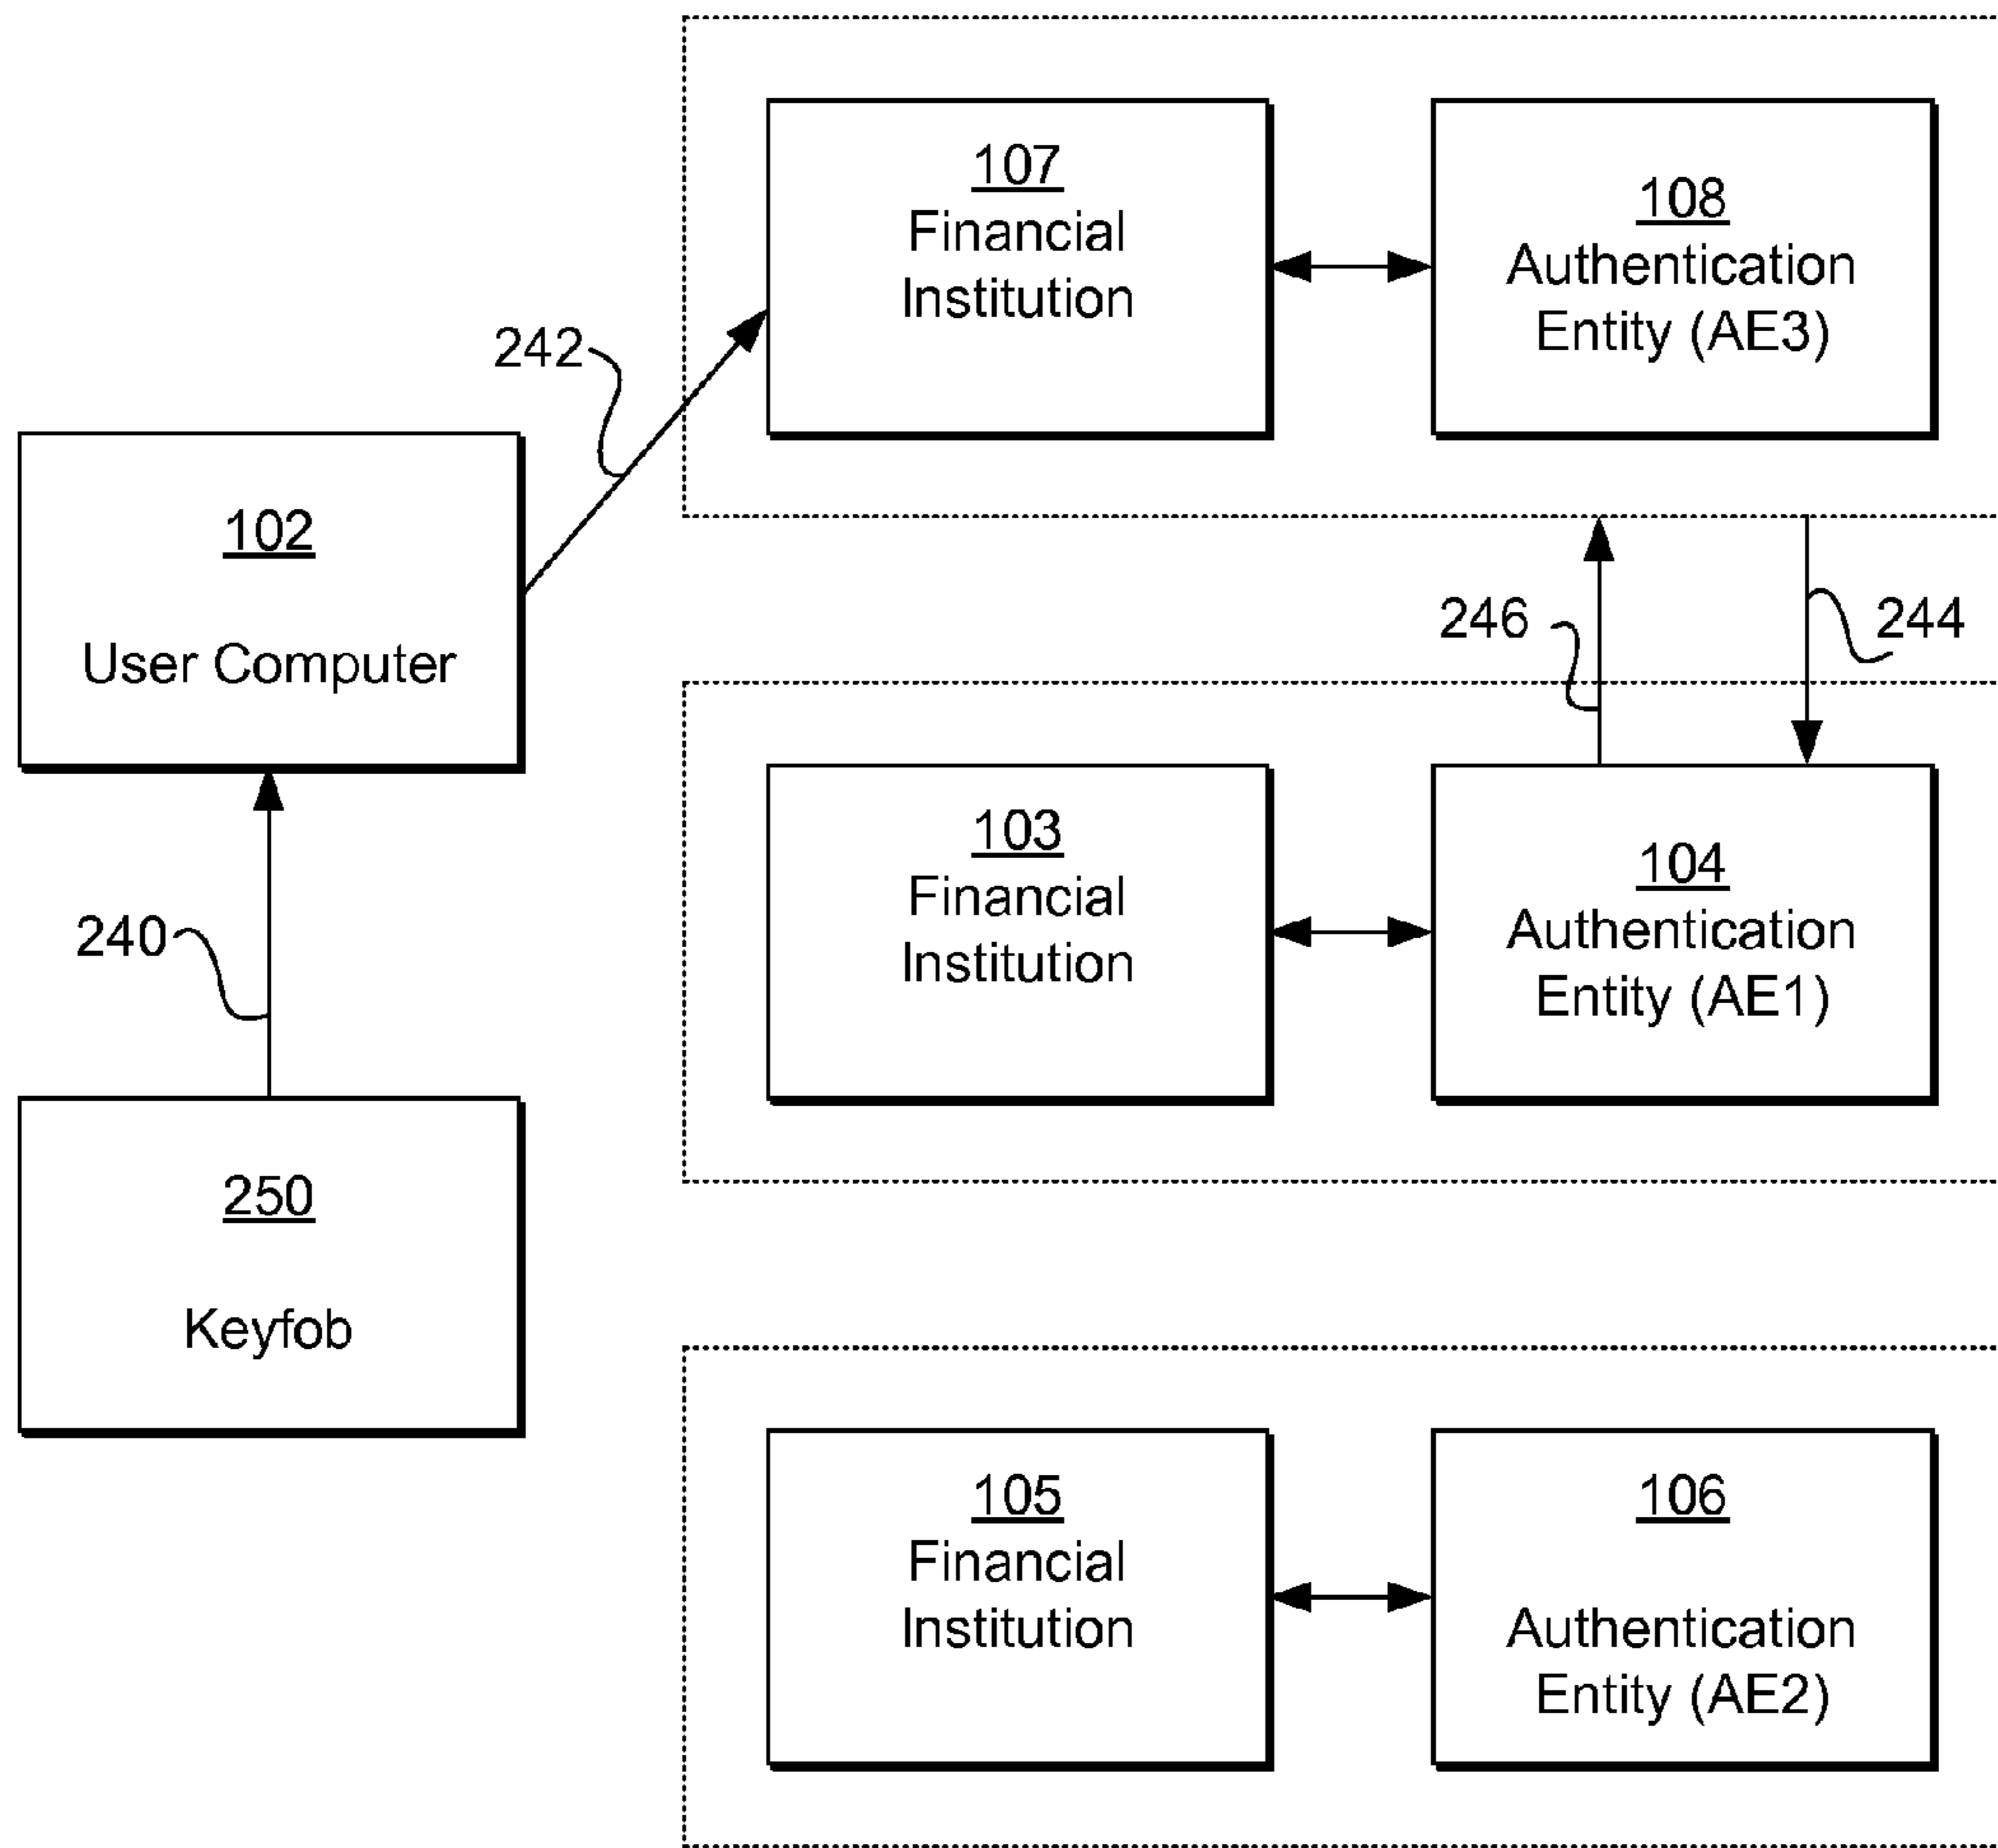 107
Financial
Institution
108
Authentication
Entity (AE3)
242
102
User Computer
246
244
103
Financial
Institution
104
Authentication
Entity (AE1)
240
250
Keyfob
105
Financial
Institution
106
Authentication
Entity (AE2)